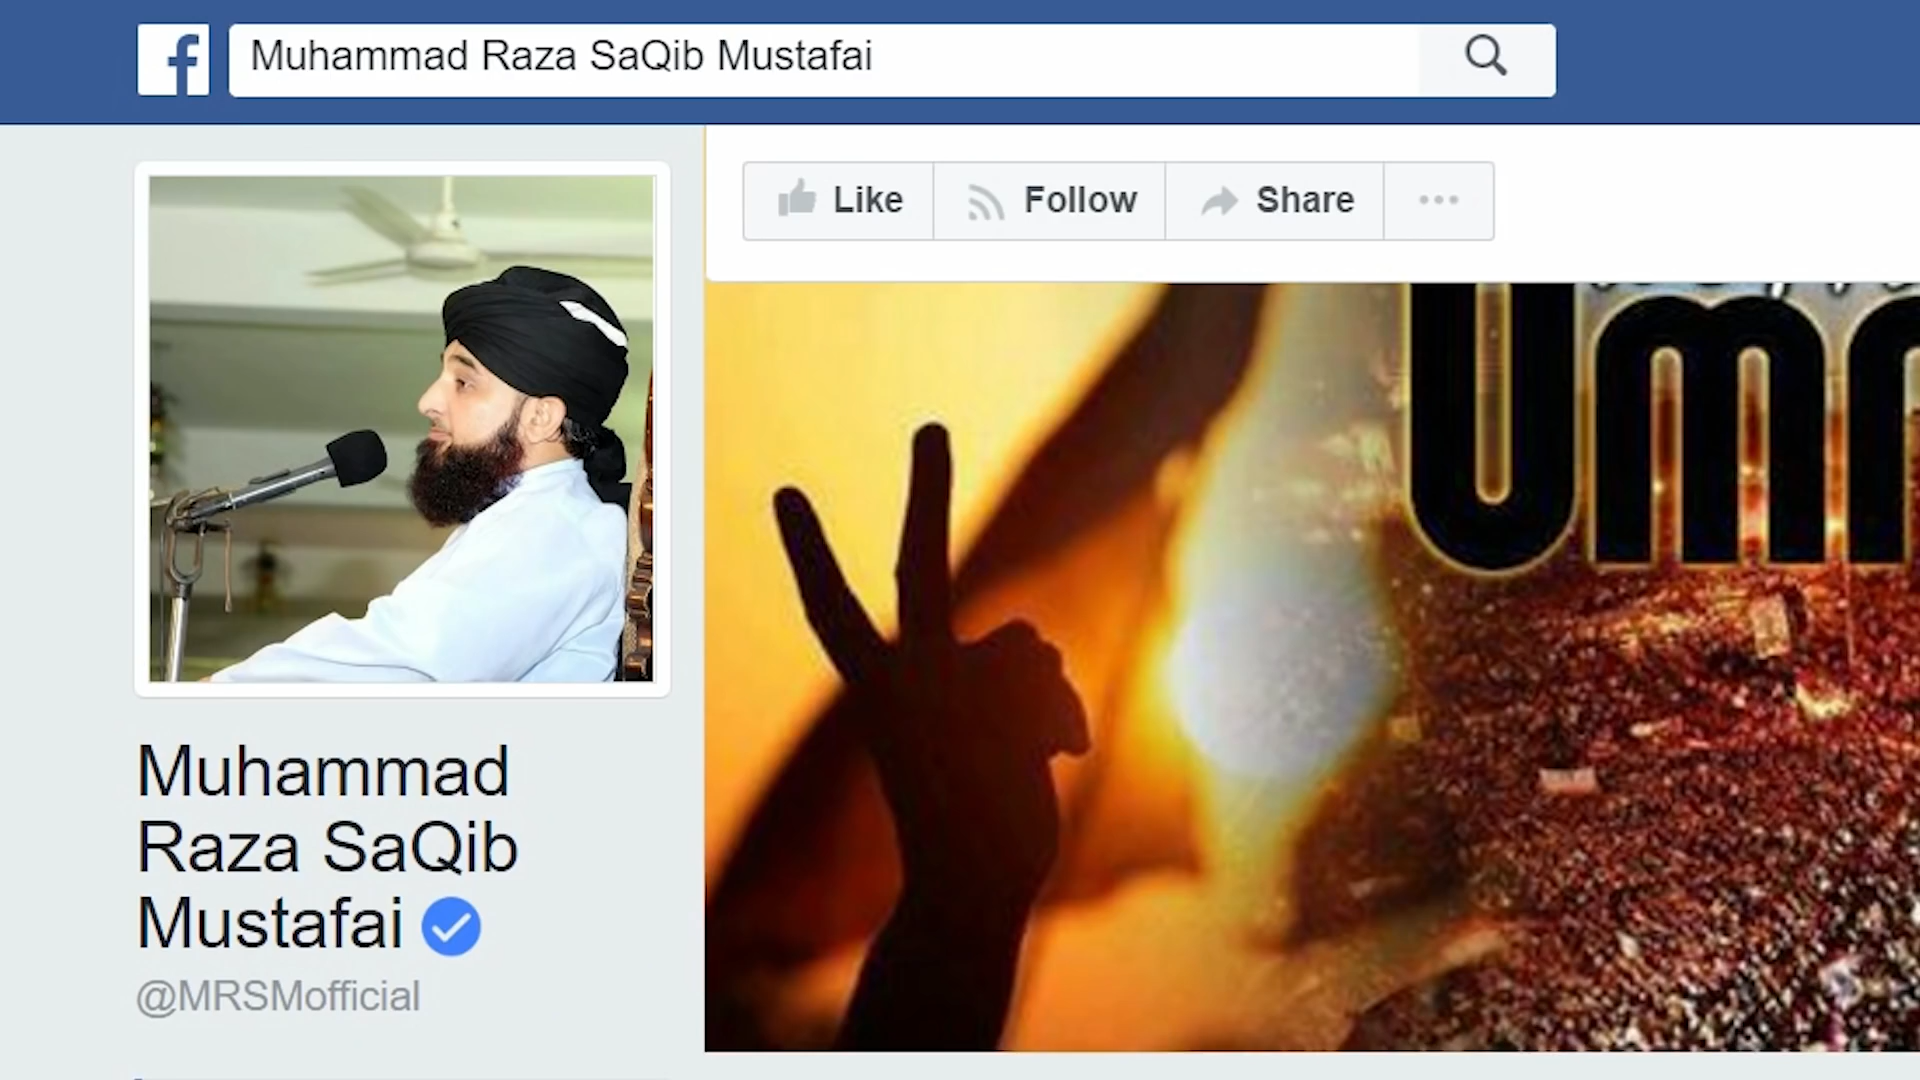 Muhammad Raza SaQib Mustafai
Like Follow Share
Muhammad
Raza SaQib
Mustafai
@MRSMofficial